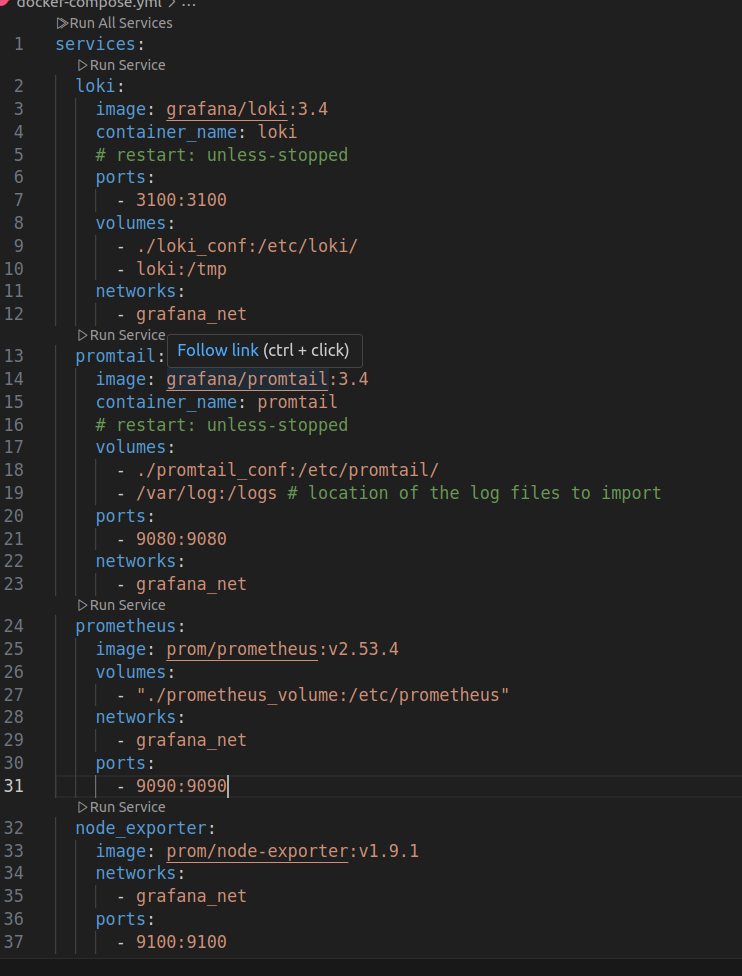 docker-compose.yml > ...
Run All Services
1 services:
Run Service
2 loki:
3 image: grafana/loki:3.4
4 container_name: loki
5 # restart: unless-stopped
6 ports:
7 - 3100:3100
8 volumes:
9 - ./loki_conf:/etc/loki/
10 - loki:/tmp
11 networks:
12 - grafana_net
Run Service
Follow link (ctrl + click)
13 promtail:
14 image: grafana/promtail:3.4
15 container_name: promtail
16 # restart: unless-stopped
17 volumes:
18 - ./promtail_conf:/etc/promtail/
19 - /var/log:/logs # location of the log files to import
20 ports:
21 - 9080:9080
22 networks:
23 - grafana_net
Run Service
24 prometheus:
25 image: prom/prometheus:v2.53.4
26 volumes:
27 - "./prometheus_volume:/etc/prometheus"
28 networks:
29 - grafana_net
30 ports:
31 - 9090:9090
Run Service
32 node_exporter:
33 image: prom/node-exporter:v1.9.1
34 networks:
35 - grafana_net
36 ports:
37 - 9100:9100